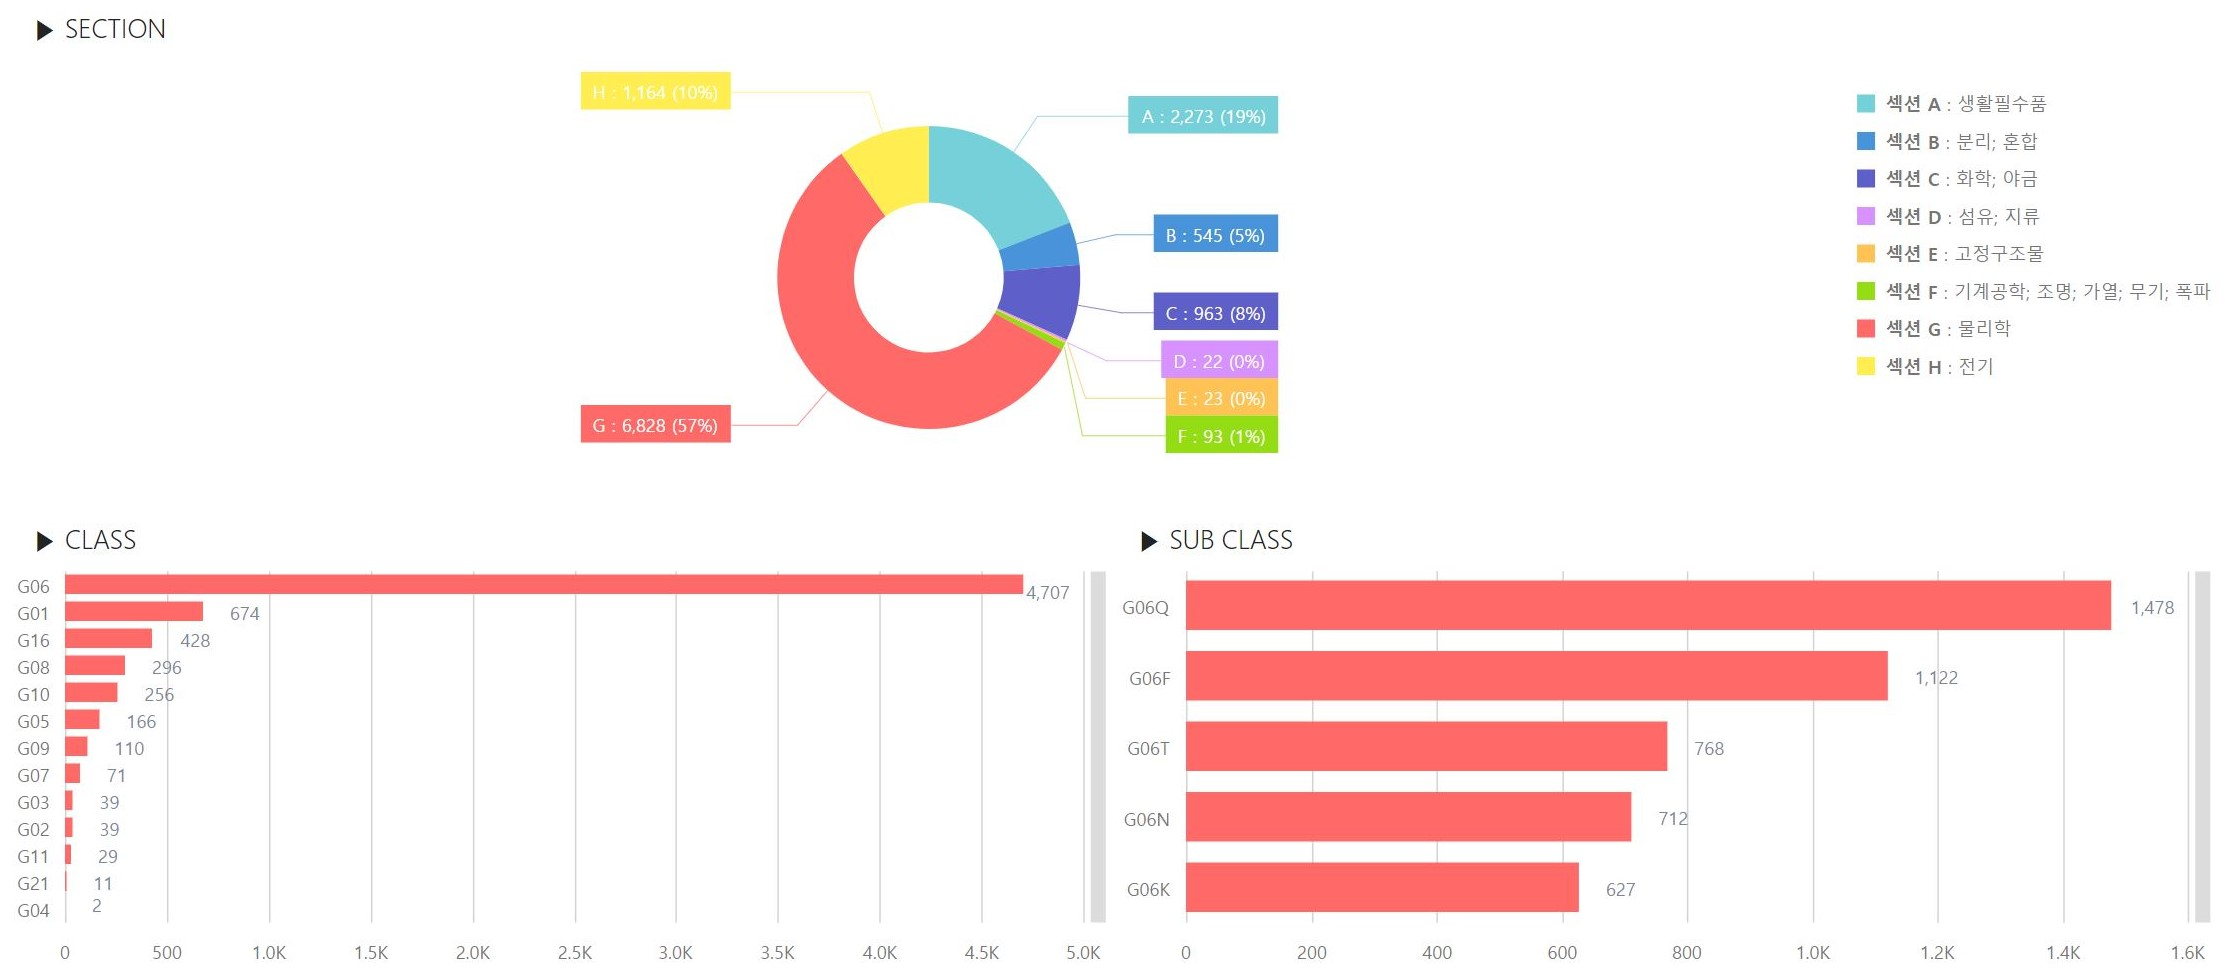 ▶ SECTION
H : 1,164 (10%)
A : 2,273 (19%)
B : 545 (5%)
C : 963 (8%)
D : 22 (0%)
E : 23 (0%)
F : 93 (1%)
G : 6,828 (57%)
섹션 A : 생활필수품
섹션 B : 분리; 혼합
섹션 C : 화학; 야금
섹션 D : 섬유; 지류
섹션 E : 고정구조물
섹션 F : 기계공학; 조명; 가열; 무기; 폭파
섹션 G : 물리학
섹션 H : 전기
▶ CLASS
G06 4,707
G01 674
G16 428
G08 296
G10 256
G05 166
G09 110
G07 71
G03 39
G02 39
G11 29
G21 11
G04 2
0 500 1.0K 1.5K 2.0K 2.5K 3.0K 3.5K 4.0K 4.5K 5.0K
▶ SUB CLASS
G06Q 1,478
G06F 1,122
G06T 768
G06N 712
G06K 627
0 200 400 600 800 1.0K 1.2K 1.4K 1.6K